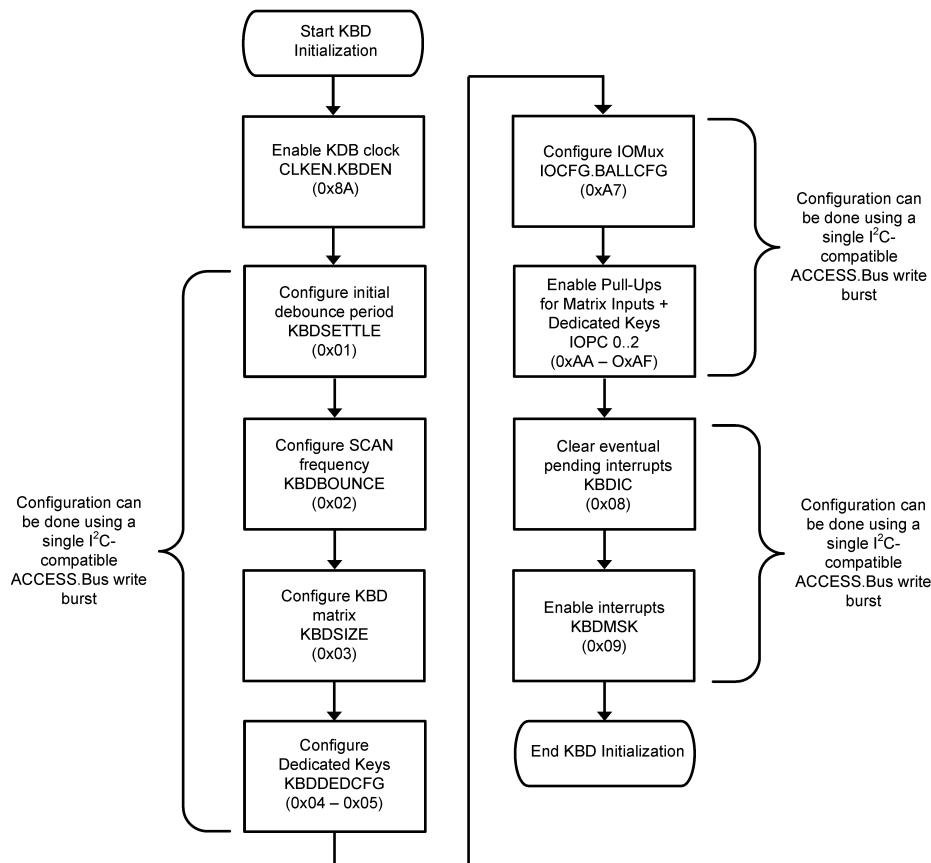 Start KBD
Initialization
Enable KDB clock
CLKEN.KBDEN
(0x8A)
Configure initial
debounce period
KBDSETTLE
(0x01)
Configure SCAN
frequency
KBDBOUNCE
(0x02)
Configure KBD
matrix
KBDSIZE
(0x03)
Configure
Dedicated Keys
KBDDEDCFG
(0x04 – 0x05)
Configuration can
be done using a
single I²C-
compatible
ACCESS.Bus write
burst
Configure IOMux
IOCFG.BALLCFG
(0xA7)
Enable Pull-Ups
for Matrix Inputs +
Dedicated Keys
IOPC 0..2
(0xAA – OxAF)
Configuration can
be done using a
single I²C-
compatible
ACCESS.Bus write
burst
Clear eventual
pending interrupts
KBDIC
(0x08)
Enable interrupts
KBDMSK
(0x09)
Configuration can
be done using a
single I²C-
compatible
ACCESS.Bus write
burst
End KBD Initialization